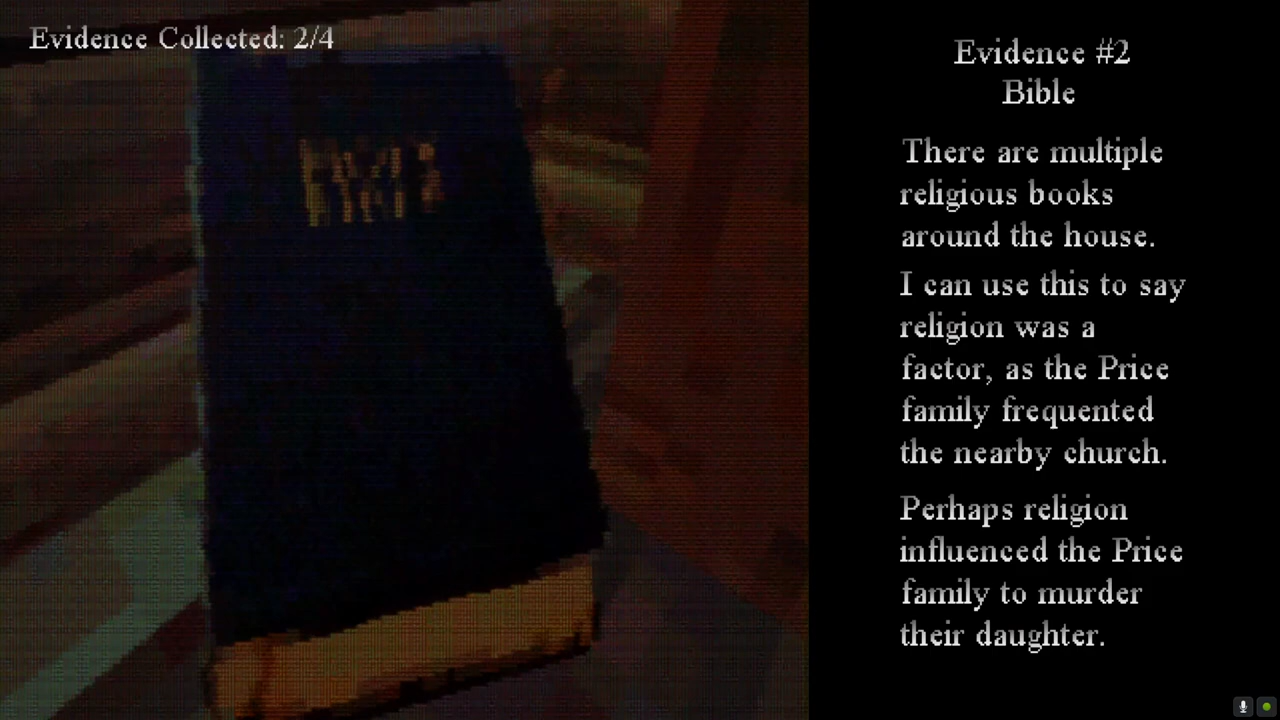 Evidence Collected: 2/4
Evidence #2
Bible
There are multiple
religious books
around the house.
I can use this to say
religion was a
factor, as the Price
family frequented
the nearby church.
Perhaps religion
influenced the Price
family to murder
their daughter.